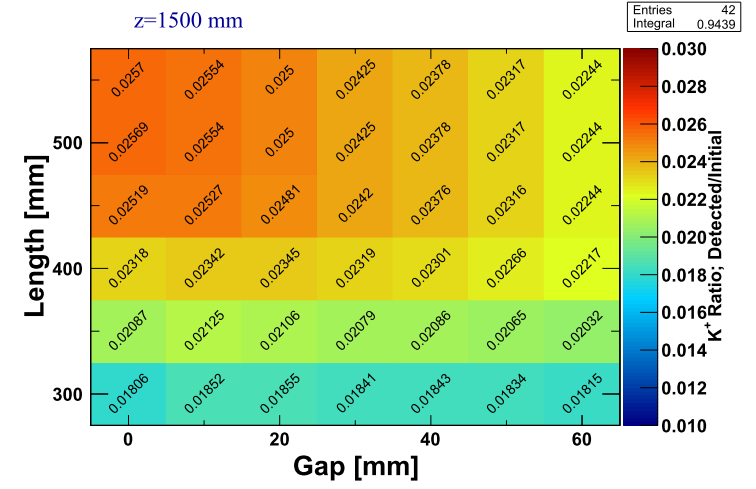 z=1500 mm
Entries 42
Integral 0.9439
0.0257 0.02554 0.025 0.02425 0.02378 0.02317 0.02244
0.02569 0.02554 0.025 0.02425 0.02378 0.02317 0.02244
0.02519 0.02527 0.02481 0.0242 0.02376 0.02316 0.02244
0.02318 0.02342 0.02345 0.02319 0.02301 0.02266 0.02217
0.02087 0.02125 0.02106 0.02079 0.02086 0.02065 0.02032
0.01806 0.01852 0.01855 0.01841 0.01843 0.01834 0.01815
500
400
300
Length [mm]
0 20 40 60
Gap [mm]
0.030
0.028
0.026
0.024
0.022
0.020
0.018
0.016
0.014
0.012
0.010
K⁺ Ratio; Detected/Initial